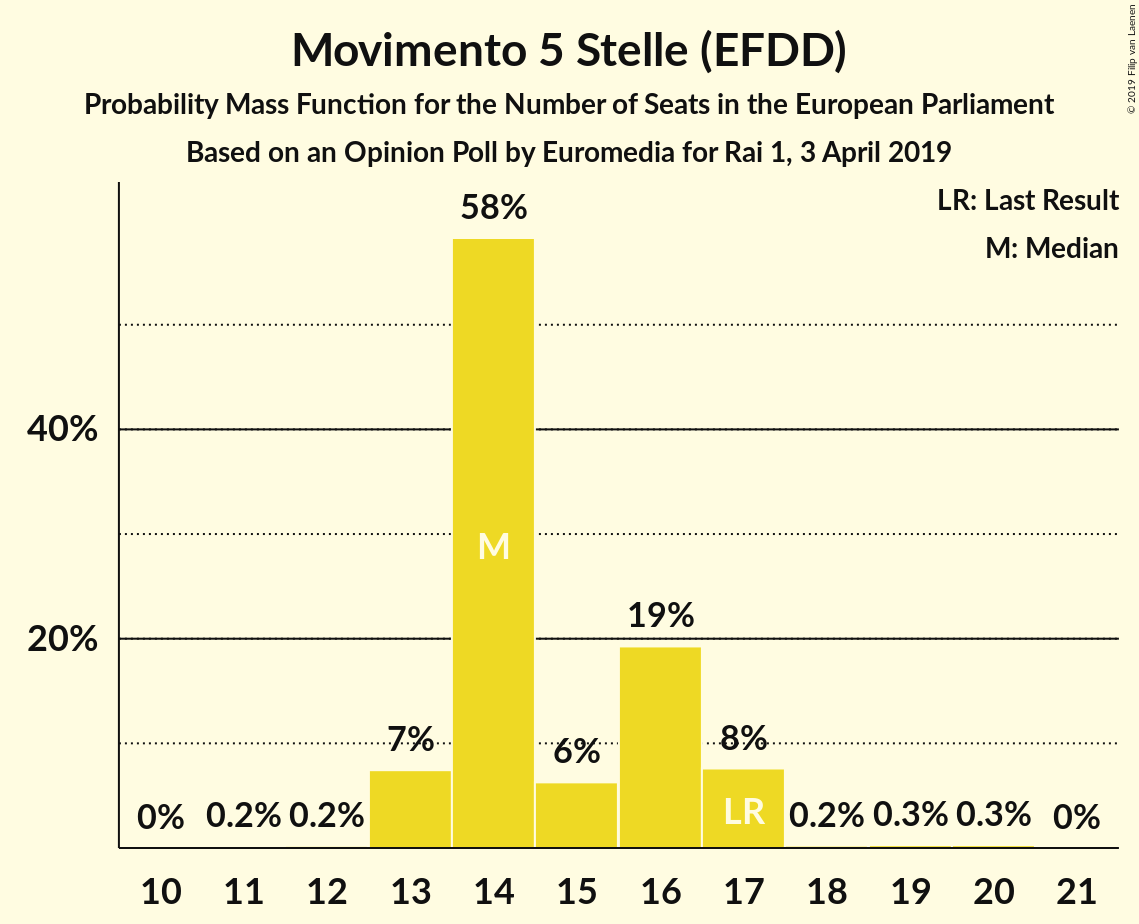 Movimento 5 Stelle (EFDD)
Probability Mass Function for the Number of Seats in the European Parliament
Based on an Opinion Poll by Euromedia for Rai 1, 3 April 2019
© 2019 Filip van Laenen
LR: Last Result
M: Median
58%
40%
M
19%
20%
7%
6%
8%
LR
0%
0.2%
0.2%
0.2%
0.3%
0.3%
0%
10 11 12 13 14 15 16 17 18 19 20 21